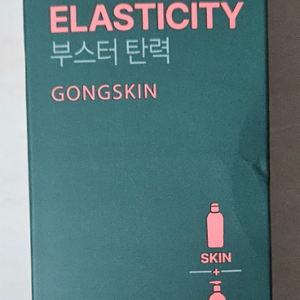 ELASTICITY
부스터 탄력
GONGSKIN
SKIN
+